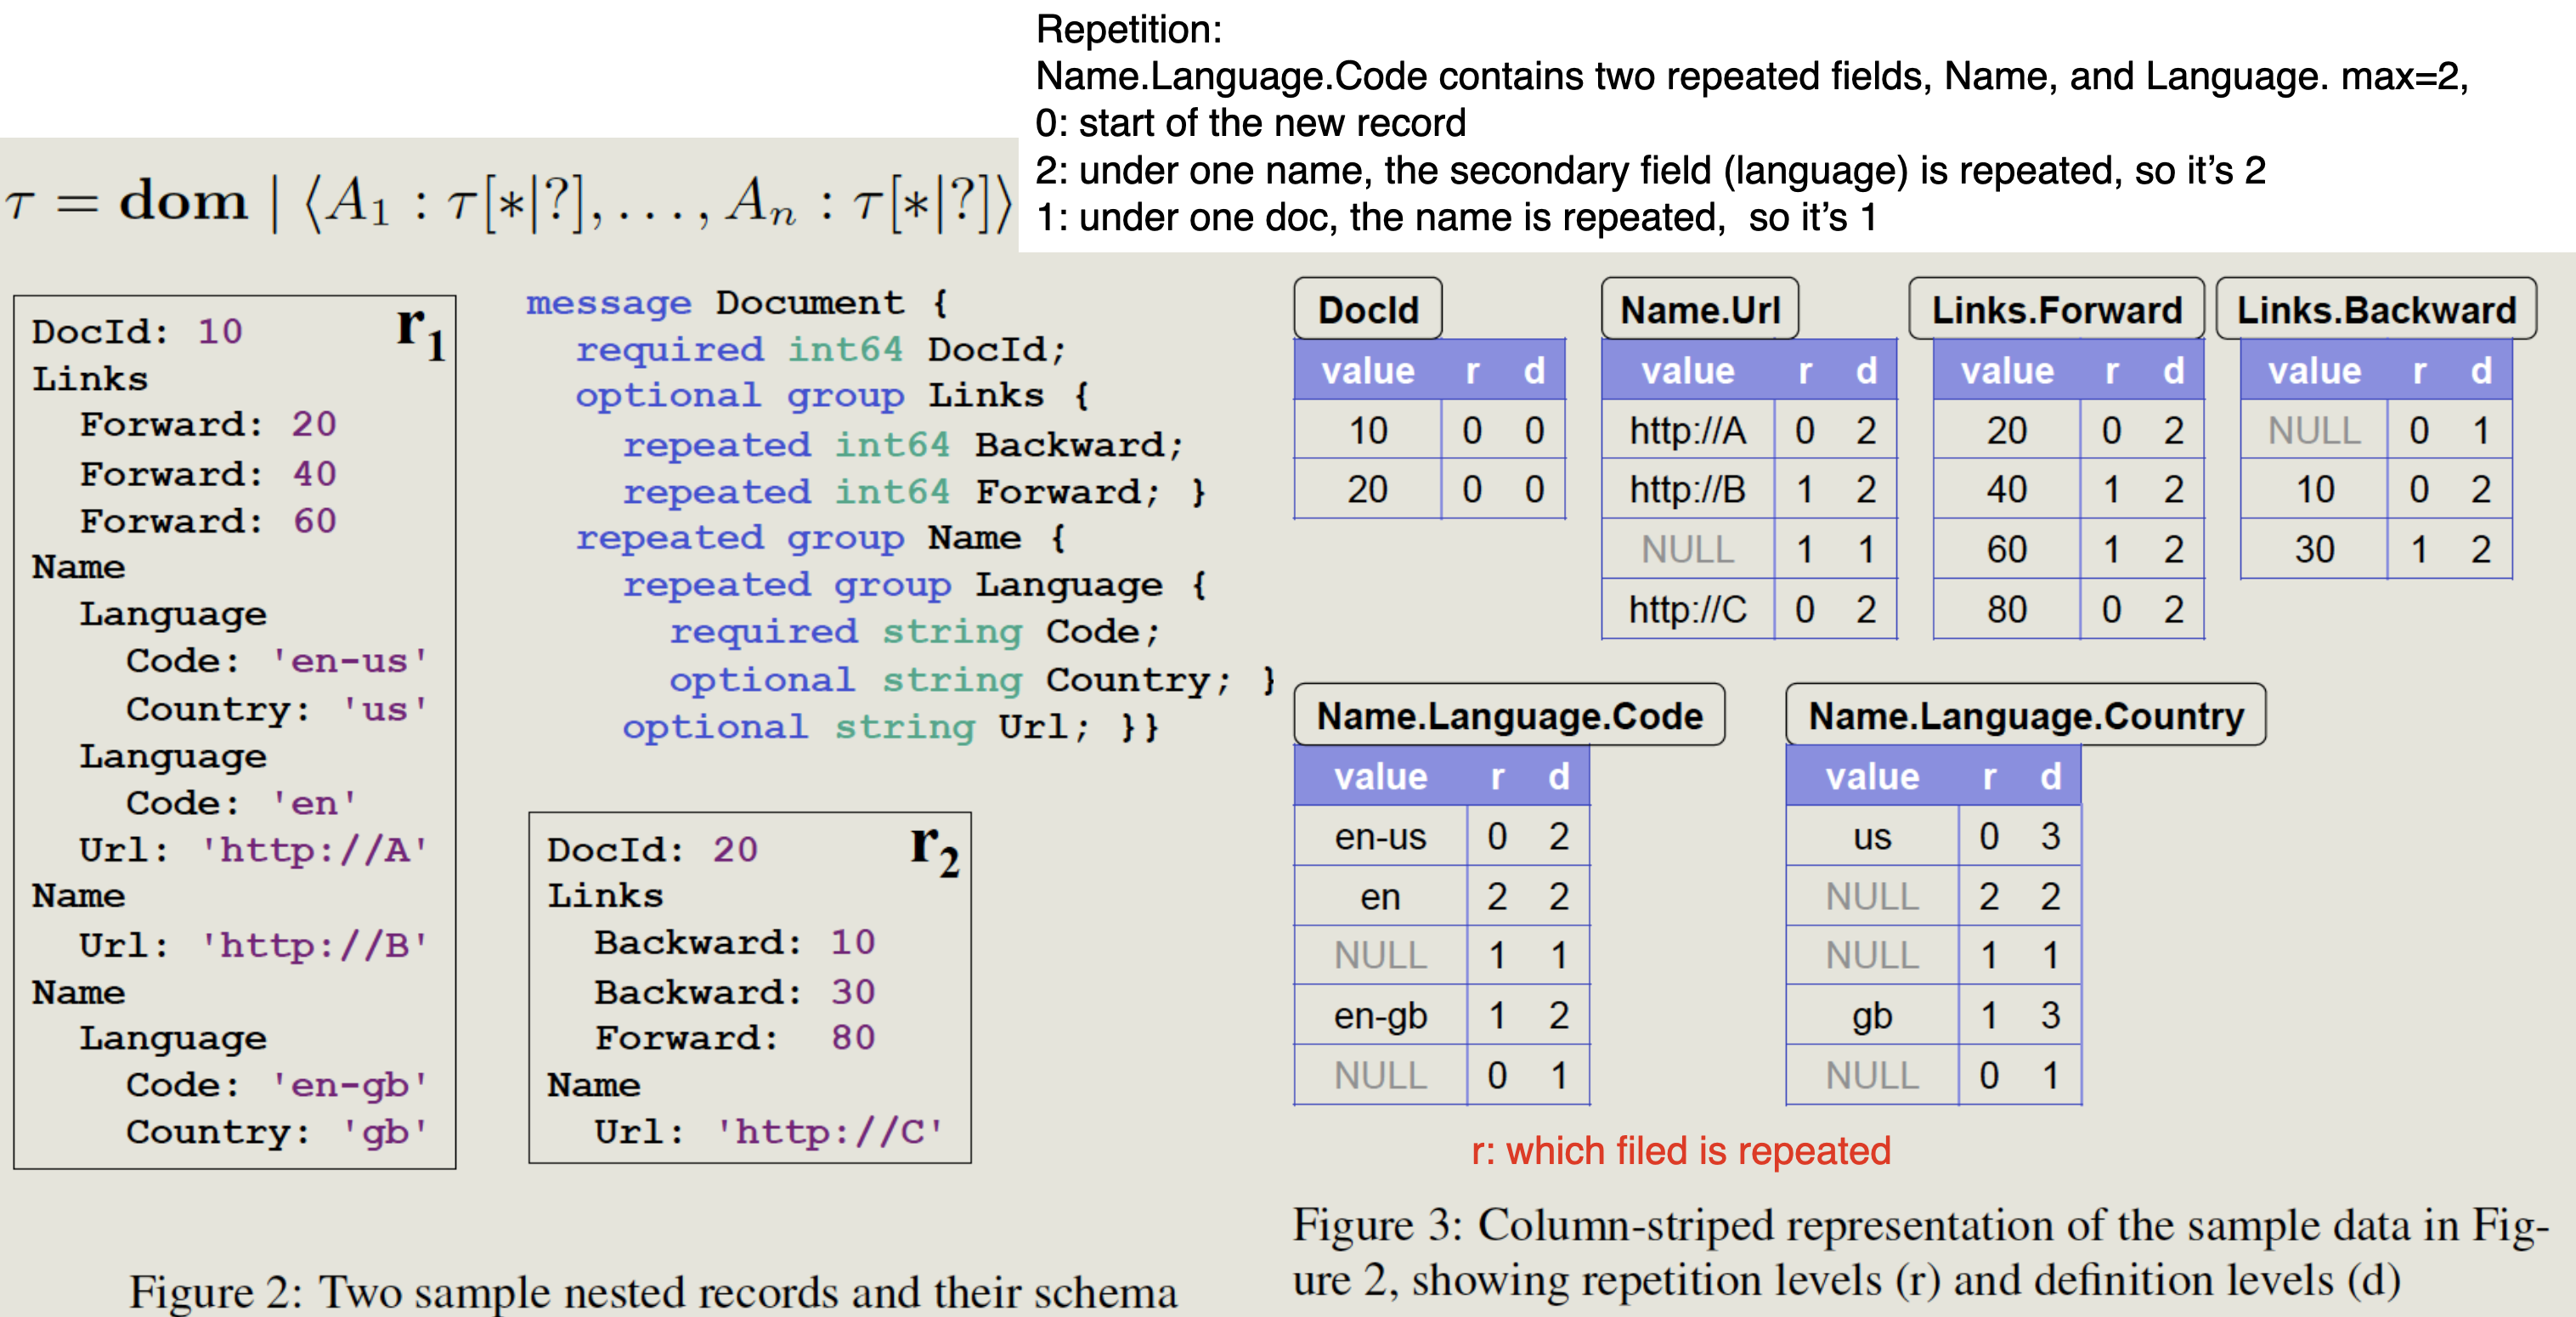 Repetition:
Name.Language.Code contains two repeated fields, Name, and Language. max=2,
0: start of the new record
2: under one name, the secondary field (language) is repeated, so it's 2
1: under one doc, the name is repeated,  so it's 1
τ = dom | ⟨A₁ : τ[*|?], . . . , Aₙ : τ[*|?]⟩
DocId: 10 r₁
Links
Forward: 20
Forward: 40
Forward: 60
Name
Language
Code: 'en-us'
Country: 'us'
Language
Code: 'en'
Url: 'http://A'
Name
Url: 'http://B'
Name
Language
Code: 'en-gb'
Country: 'gb'
message Document {
required int64 DocId;
optional group Links {
repeated int64 Backward;
repeated int64 Forward; }
repeated group Name {
repeated group Language {
required string Code;
optional string Country; }
optional string Url; }}
DocId: 20 r₂
Links
Backward: 10
Backward: 30
Forward: 80
Name
Url: 'http://C'
Figure 2: Two sample nested records and their schema
DocId
value r d
10 0 0
20 0 0
Name.Url
value r d
http://A 0 2
http://B 1 2
NULL 1 1
http://C 0 2
Links.Forward
value r d
20 0 2
40 1 2
60 1 2
80 0 2
Links.Backward
value r d
NULL 0 1
10 0 2
30 1 2
Name.Language.Code
value r d
en-us 0 2
en 2 2
NULL 1 1
en-gb 1 2
NULL 0 1
Name.Language.Country
value r d
us 0 3
NULL 2 2
NULL 1 1
gb 1 3
NULL 0 1
r: which filed is repeated
Figure 3: Column-striped representation of the sample data in Fig-
ure 2, showing repetition levels (r) and definition levels (d)